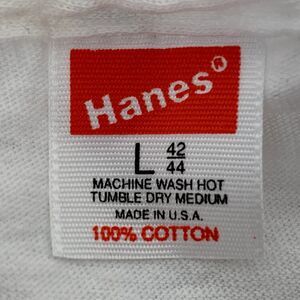 Hanes®
L 42/44
MACHINE WASH HOT
TUMBLE DRY MEDIUM
MADE IN U.S.A.
100% COTTON